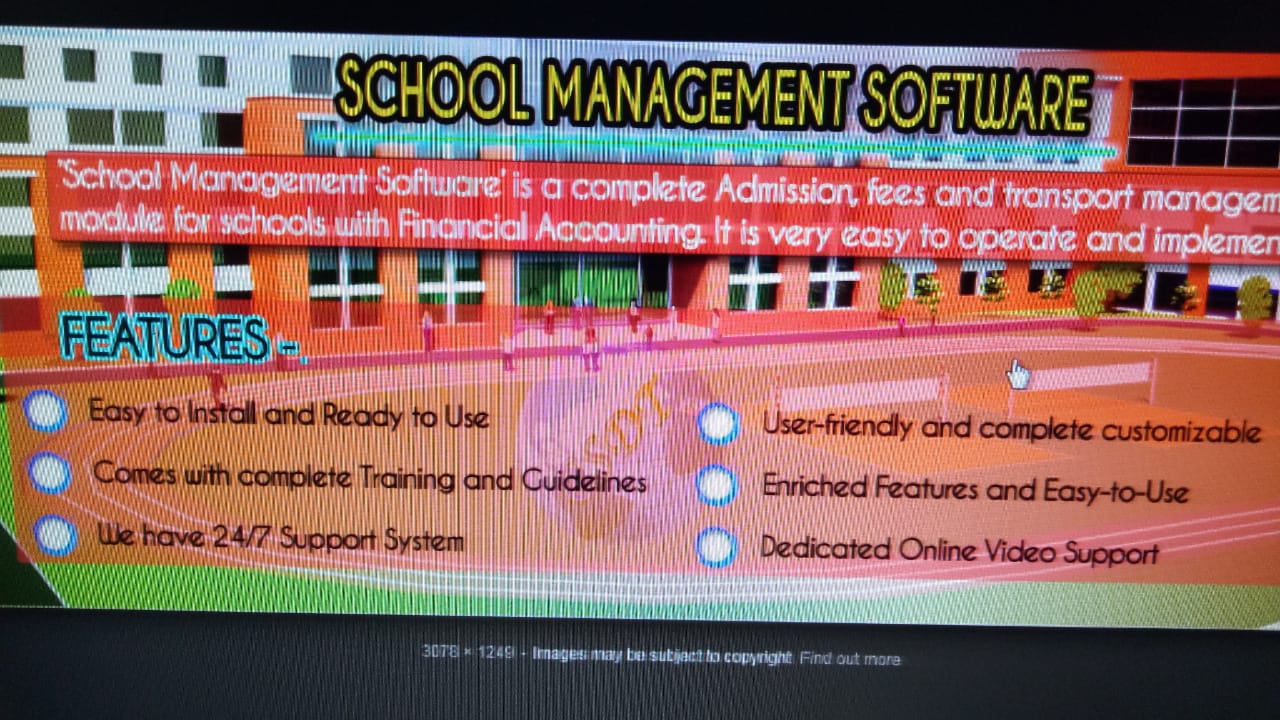 SCHOOL MANAGEMENT SOFTWARE
"School Management Software' is a complete Admission, fees and transport managem
module for schools with Financial Accounting. It is very easy to operate and implemen
FEATURES -
Easy to Install and Ready to Use
User-friendly and complete customizable
Comes with complete Training and Guidelines
Enriched Features and Easy-to-Use
We have 24/7 Support System
Dedicated Online Video Support
SDT
3078 × 1249 - Images may be subject to copyright. Find out more